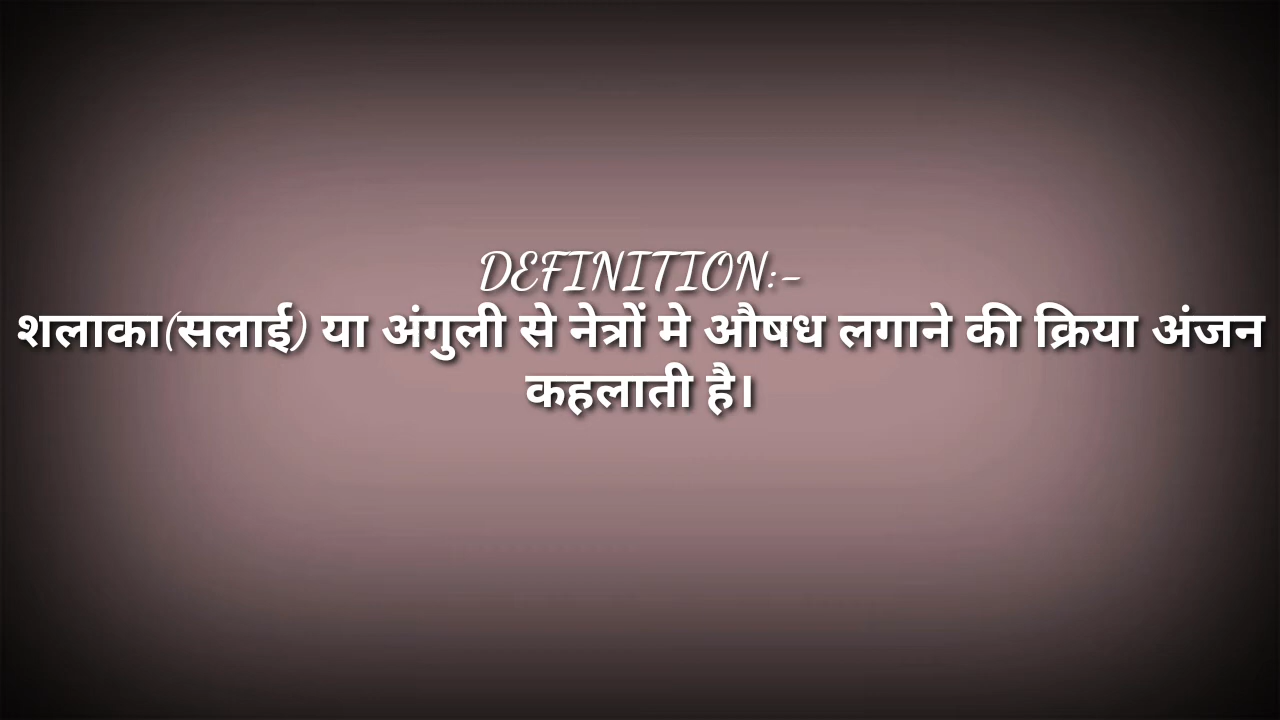 DEFINITION:-
शलाका(सलाई) या अंगुली से नेत्रों मे औषध लगाने की क्रिया अंजन
कहलाती है।